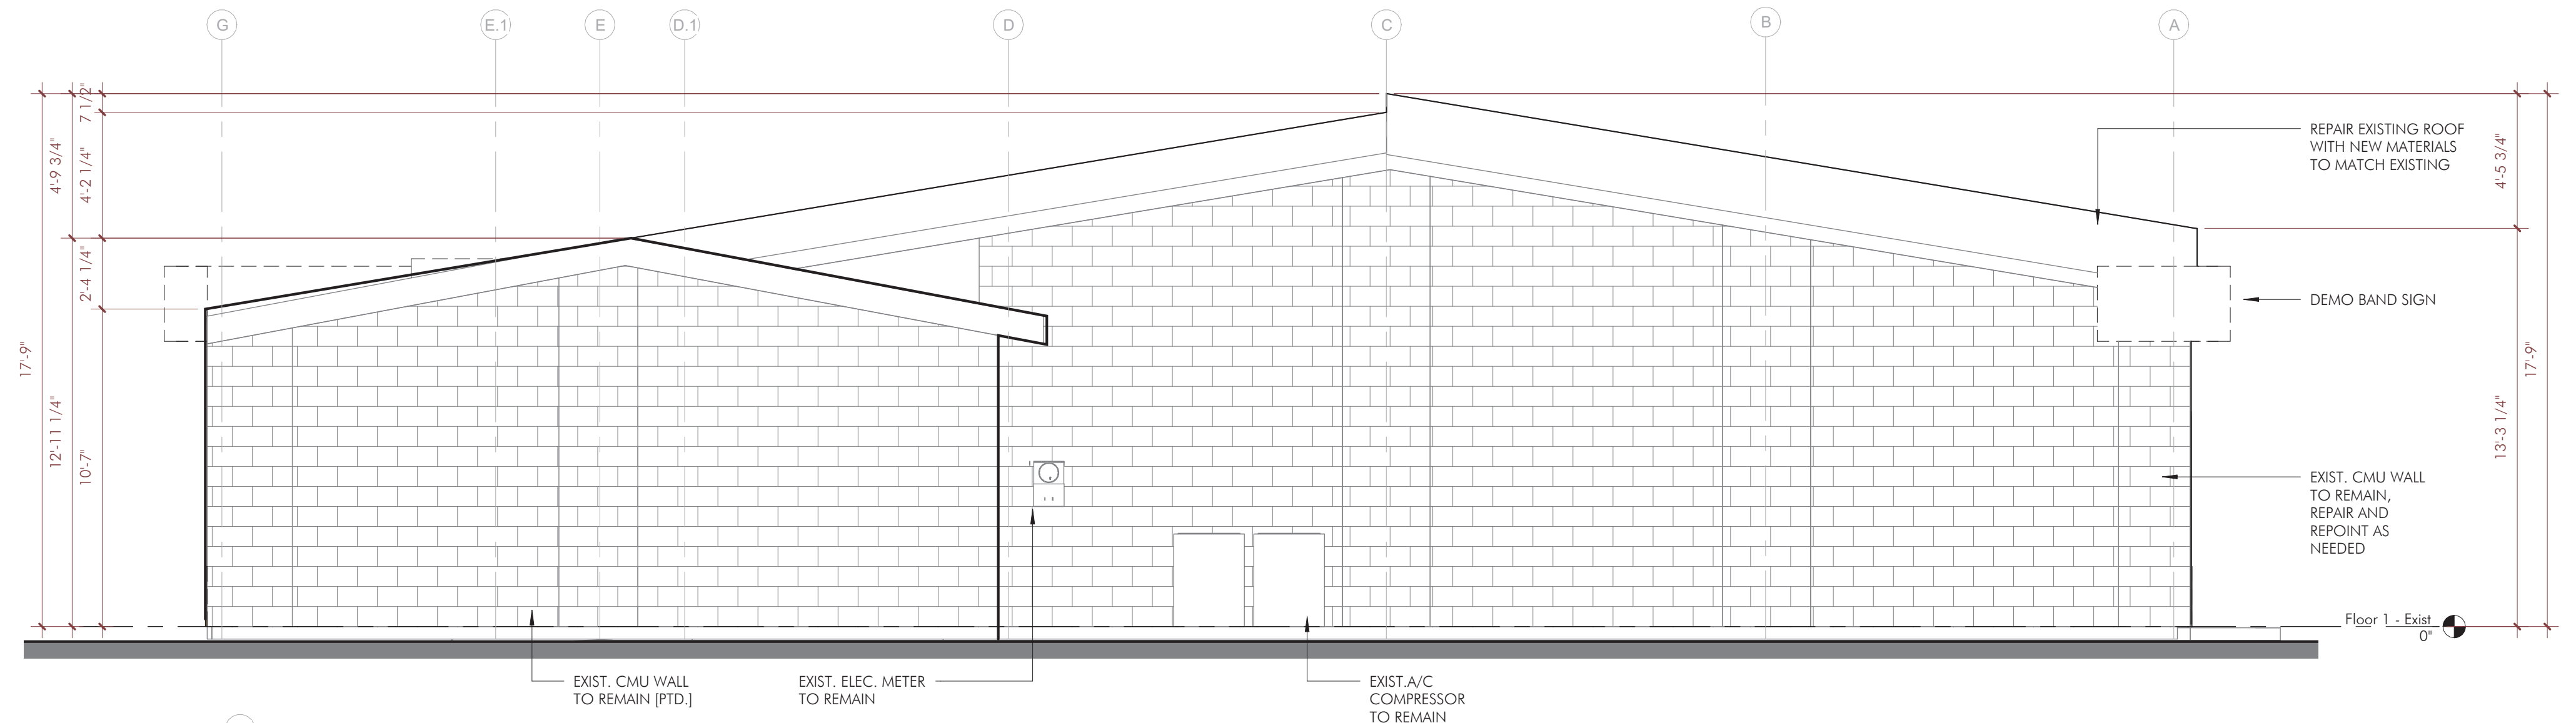 G
E.1
E
D.1
D
C
B
A
17'-9"
4'-9 3/4"
12'-11 1/4"
7 1/2"
4'-2 1/4"
2'-4 1/4"
10'-7"
REPAIR EXISTING ROOF
WITH NEW MATERIALS
TO MATCH EXISTING
4'-5 3/4"
17'-9"
13'-3 1/4"
DEMO BAND SIGN
EXIST. CMU WALL
TO REMAIN,
REPAIR AND
REPOINT AS
NEEDED
Floor 1 - Exist
0"
EXIST. CMU WALL
TO REMAIN [PTD.]
EXIST. ELEC. METER
TO REMAIN
EXIST.A/C
COMPRESSOR
TO REMAIN